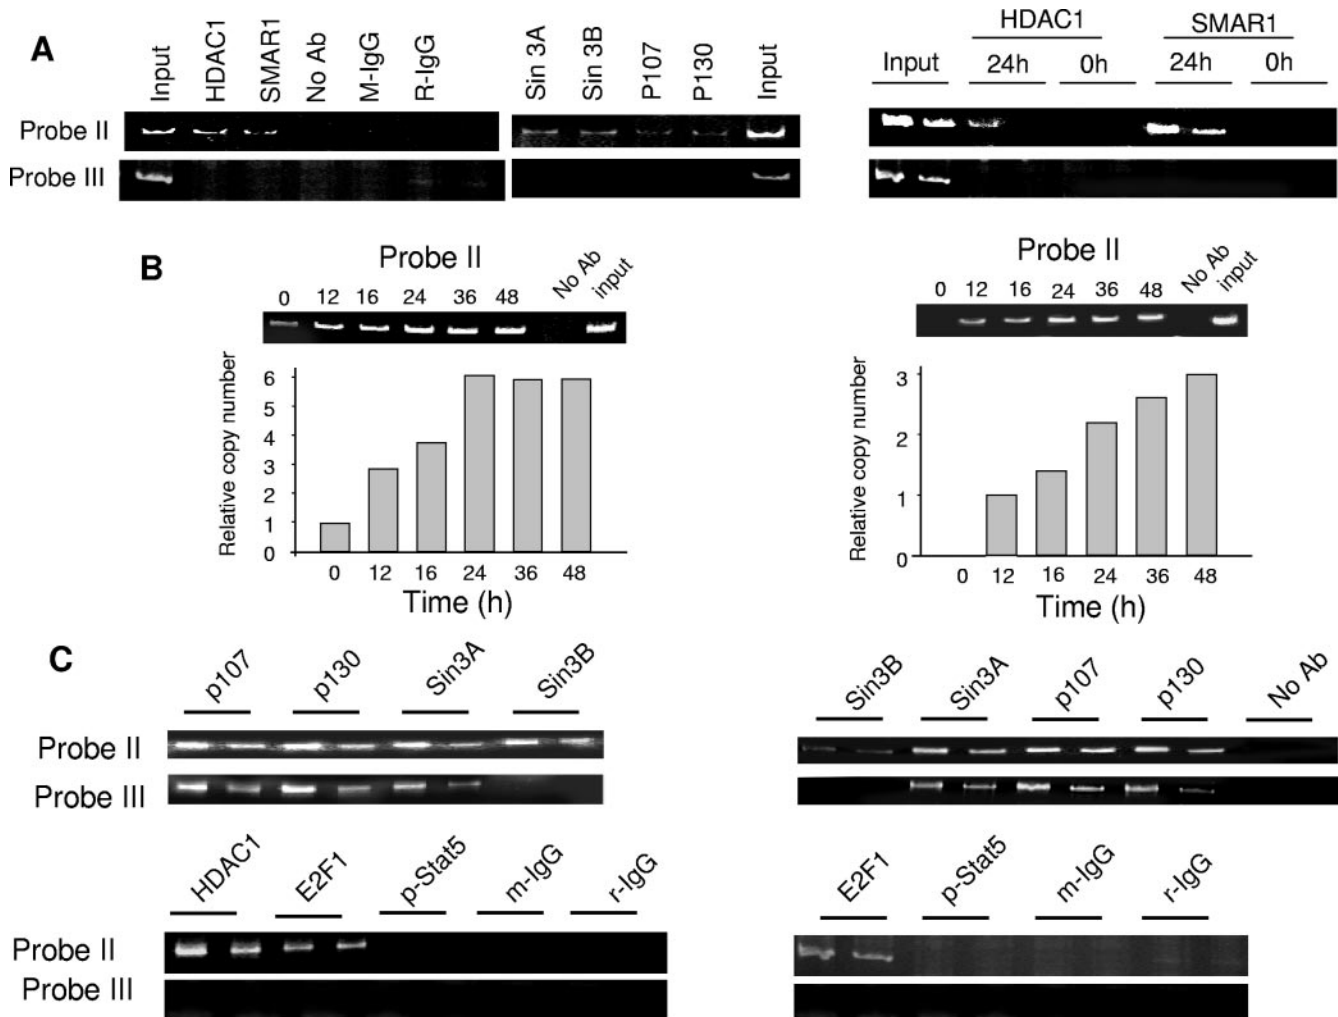 A
Input
HDAC1
SMAR1
No Ab
M-IgG
R-IgG
Sin 3A
Sin 3B
P107
P130
Input
HDAC1
SMAR1
Input
24h
0h
24h
0h
Probe II
Probe III
B
Probe II
0 12 16 24 36 48 No Ab input
Relative copy number
6
5
4
3
2
1
0
0 12 16 24 36 48
Time (h)
Probe II
0 12 16 24 36 48 No Ab input
Relative copy number
3
2
1
0
0 12 16 24 36 48
Time (h)
C
p107 p130 Sin3A Sin3B
Sin3B Sin3A p107 p130 No Ab
Probe II
Probe III
HDAC1 E2F1 p-Stat5 m-IgG r-IgG
E2F1 p-Stat5 m-IgG r-IgG
Probe II
Probe III